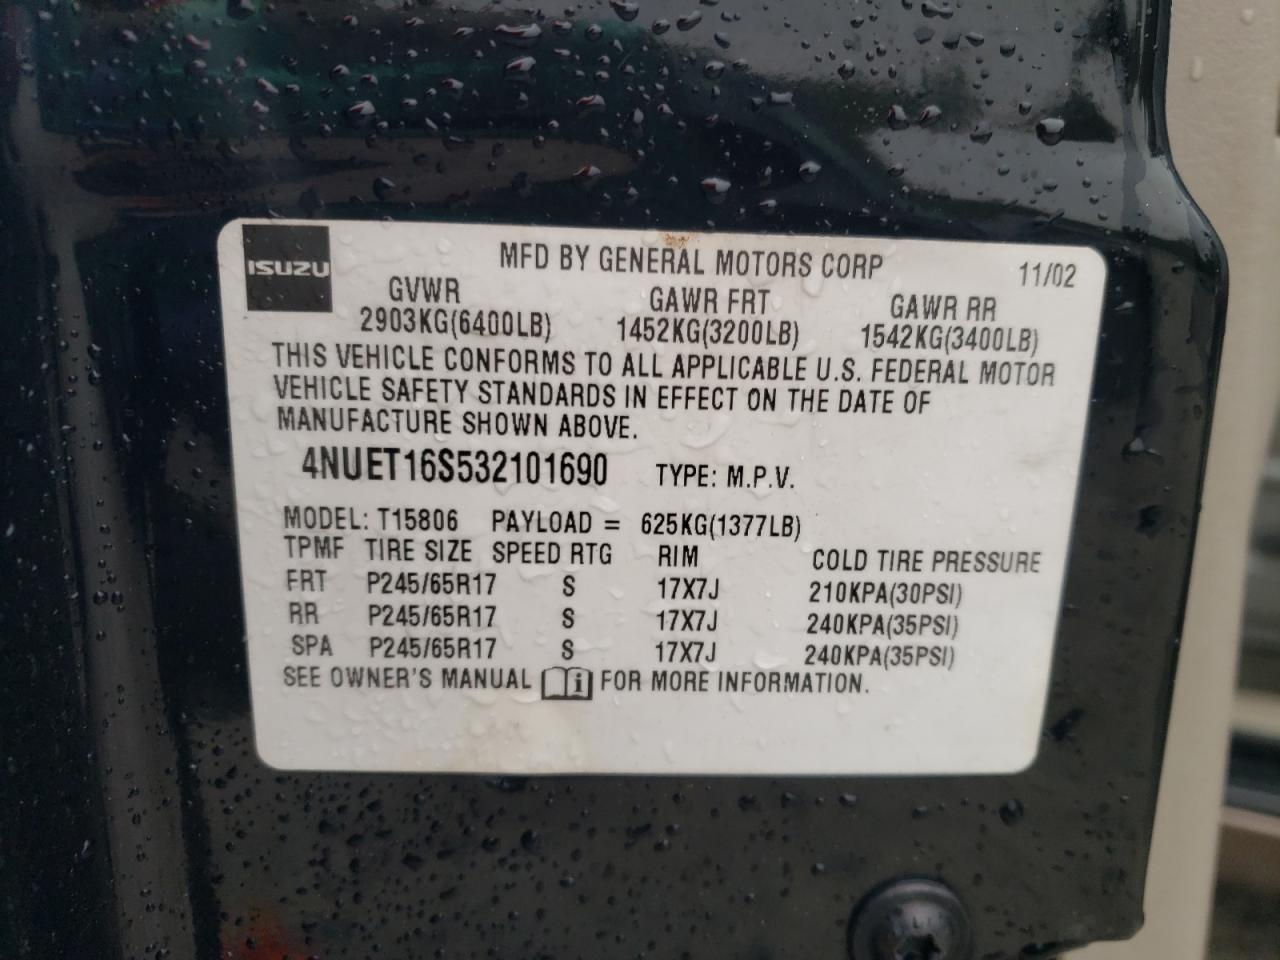 ISUZU
MFD BY GENERAL MOTORS CORP 11/02
GVWR GAWR FRT GAWR RR
2903KG(6400LB) 1452KG(3200LB) 1542KG(3400LB)
THIS VEHICLE CONFORMS TO ALL APPLICABLE U.S. FEDERAL MOTOR
VEHICLE SAFETY STANDARDS IN EFFECT ON THE DATE OF
MANUFACTURE SHOWN ABOVE.
4NUET16S532101690 TYPE: M.P.V.
MODEL: T15806 PAYLOAD = 625KG(1377LB)
TPMF TIRE SIZE SPEED RTG RIM COLD TIRE PRESSURE
FRT P245/65R17 S 17X7J 210KPA(30PSI)
RR P245/65R17 S 17X7J 240KPA(35PSI)
SPA P245/65R17 S 17X7J 240KPA(35PSI)
SEE OWNER'S MANUAL i FOR MORE INFORMATION.